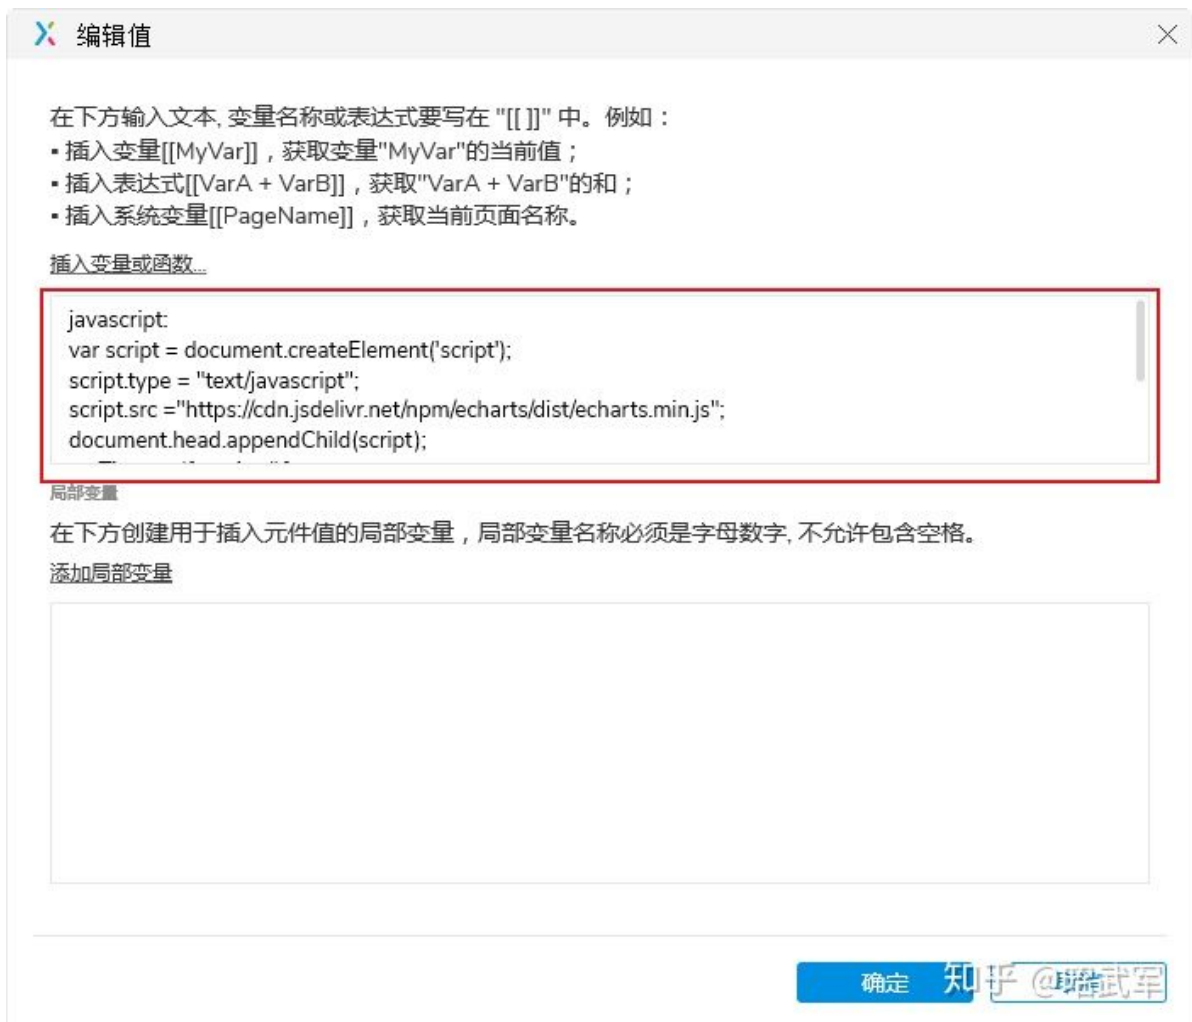 编辑值
在下方输入文本, 变量名称或表达式要写在 "[[ ]]" 中。例如：
▪ 插入变量[[MyVar]]，获取变量"MyVar"的当前值；
▪ 插入表达式[[VarA + VarB]]，获取"VarA + VarB"的和；
▪ 插入系统变量[[PageName]]，获取当前页面名称。
插入变量或函数...
javascript:
var script = document.createElement('script');
script.type = "text/javascript";
script.src ="https://cdn.jsdelivr.net/npm/echarts/dist/echarts.min.js";
document.head.appendChild(script);
局部变量
在下方创建用于插入元件值的局部变量，局部变量名称必须是字母数字, 不允许包含空格。
添加局部变量
确定
知乎 @昭武军